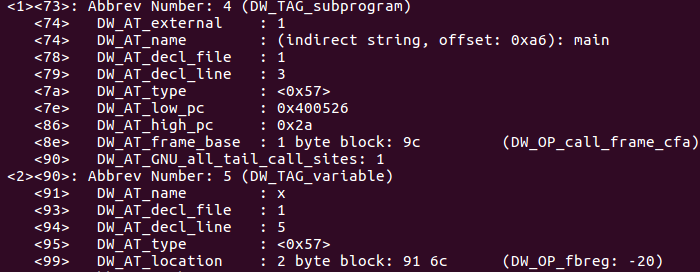 <1><73>: Abbrev Number: 4 (DW_TAG_subprogram)
<74> DW_AT_external : 1
<74> DW_AT_name : (indirect string, offset: 0xa6): main
<78> DW_AT_decl_file : 1
<79> DW_AT_decl_line : 3
<7a> DW_AT_type : <0x57>
<7e> DW_AT_low_pc : 0x400526
<86> DW_AT_high_pc : 0x2a
<8e> DW_AT_frame_base : 1 byte block: 9c (DW_OP_call_frame_cfa)
<90> DW_AT_GNU_all_tail_call_sites: 1
<2><90>: Abbrev Number: 5 (DW_TAG_variable)
<91> DW_AT_name : x
<93> DW_AT_decl_file : 1
<94> DW_AT_decl_line : 5
<95> DW_AT_type : <0x57>
<99> DW_AT_location : 2 byte block: 91 6c (DW_OP_fbreg: -20)